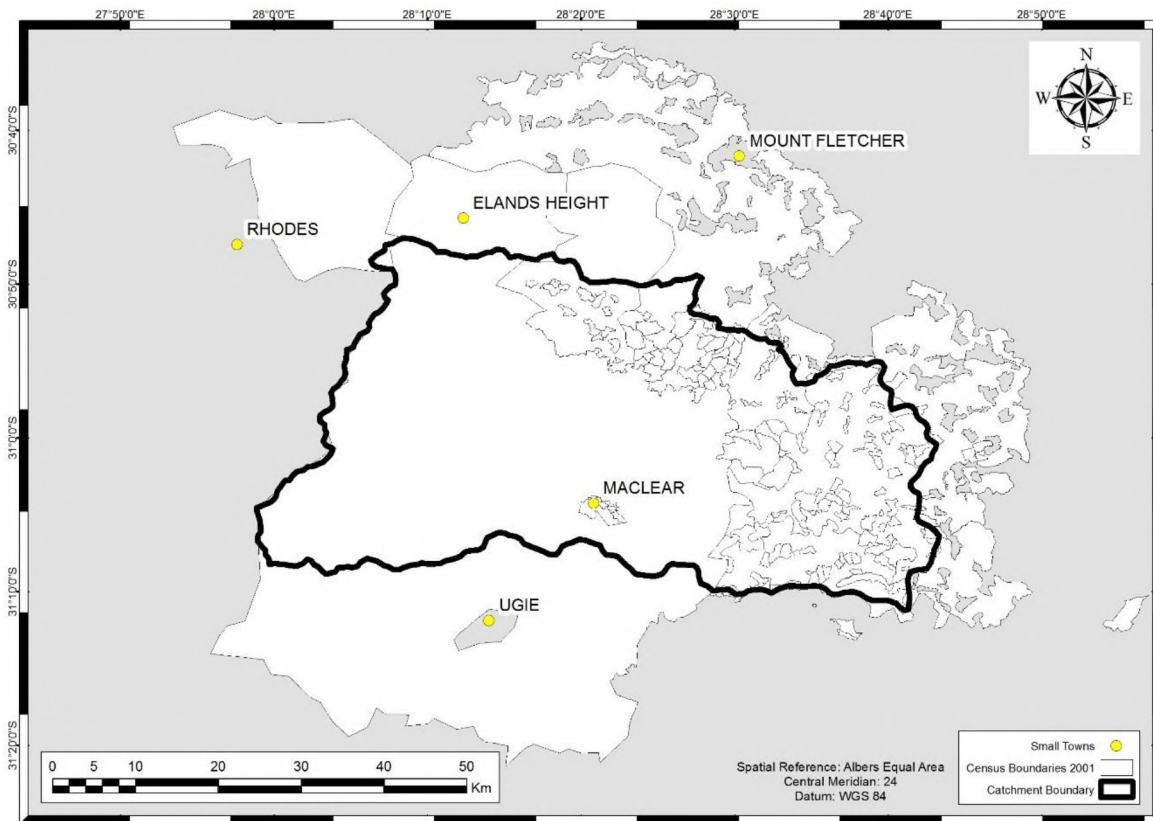 27°50'0"E 28°0'0"E 28°10'0"E 28°20'0"E 28°30'0"E 28°40'0"E 28°50'0"E
N
W E
S
30°40'0"S
MOUNT FLETCHER
ELANDS HEIGHT
RHODES
30°50'0"S
31°0'0"S
MACLEAR
31°10'0"S
UGIE
31°20'0"S
0 5 10 20 30 40 50
Km
Spatial Reference: Albers Equal Area
Central Meridian: 24
Datum: WGS 84
Small Towns
Census Boundaries 2001
Catchment Boundary